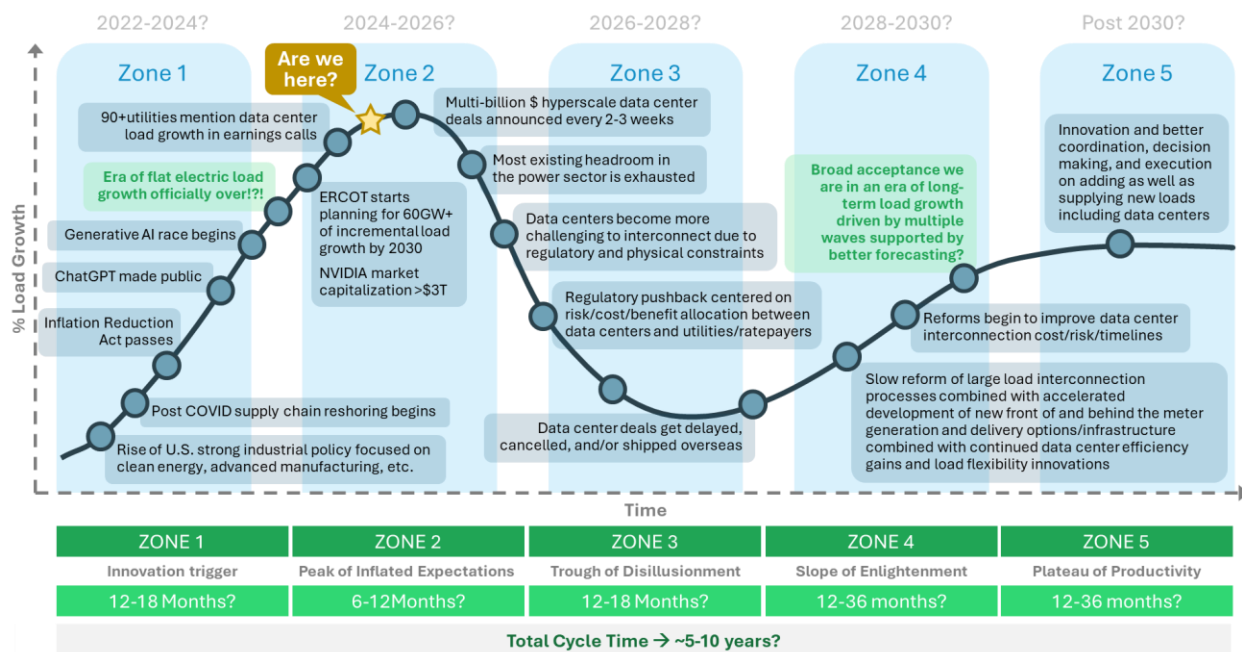 2022-2024?
2024-2026?
2026-2028?
2028-2030?
Post 2030?
Zone 1
Zone 2
Zone 3
Zone 4
Zone 5
Are we
here?
90+utilities mention data center
load growth in earnings calls
Era of flat electric load
growth officially over!?!
Generative AI race begins
ChatGPT made public
Inflation Reduction
Act passes
Post COVID supply chain reshoring begins
Rise of U.S. strong industrial policy focused on
clean energy, advanced manufacturing, etc.
ERCOT starts
planning for 60GW+
of incremental load
growth by 2030
NVIDIA market
capitalization >$3T
Multi-billion $ hyperscale data center
deals announced every 2-3 weeks
Most existing headroom in
the power sector is exhausted
Data centers become more
challenging to interconnect due to
regulatory and physical constraints
Regulatory pushback centered on
risk/cost/benefit allocation between
data centers and utilities/ratepayers
Data center deals get delayed,
cancelled, and/or shipped overseas
Broad acceptance we
are in an era of long-
term load growth
driven by multiple
waves supported by
better forecasting?
Reforms begin to improve data center
interconnection cost/risk/timelines
Slow reform of large load interconnection
processes combined with accelerated
development of new front of and behind the meter
generation and delivery options/infrastructure
combined with continued data center efficiency
gains and load flexibility innovations
Innovation and better
coordination, decision
making, and execution
on adding as well as
supplying new loads
including data centers
% Load Growth
Time
ZONE 1
ZONE 2
ZONE 3
ZONE 4
ZONE 5
Innovation trigger
Peak of Inflated Expectations
Trough of Disillusionment
Slope of Enlightenment
Plateau of Productivity
12-18 Months?
6-12Months?
12-18 Months?
12-36 months?
12-36 months?
Total Cycle Time → ~5-10 years?